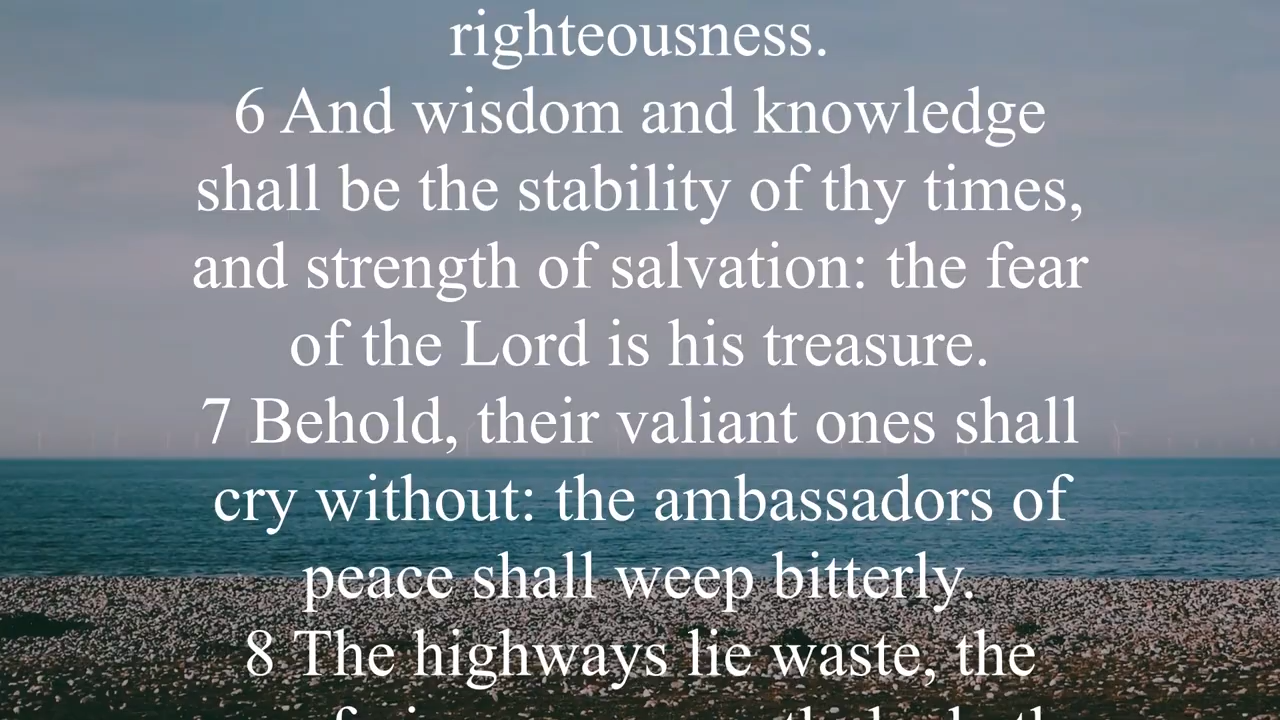 righteousness.
6 And wisdom and knowledge
shall be the stability of thy times,
and strength of salvation: the fear
of the Lord is his treasure.
7 Behold, their valiant ones shall
cry without: the ambassadors of
peace shall weep bitterly.
8 The highways lie waste, the